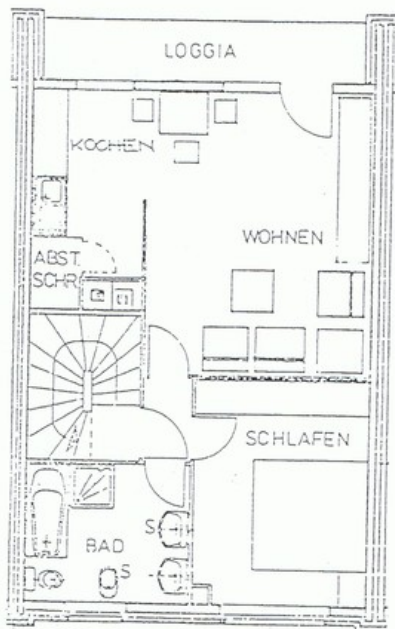 LOGGIA
KOCHEN
WOHNEN
ABST.
SCHR.
SCHLAFEN
S
BAD
S